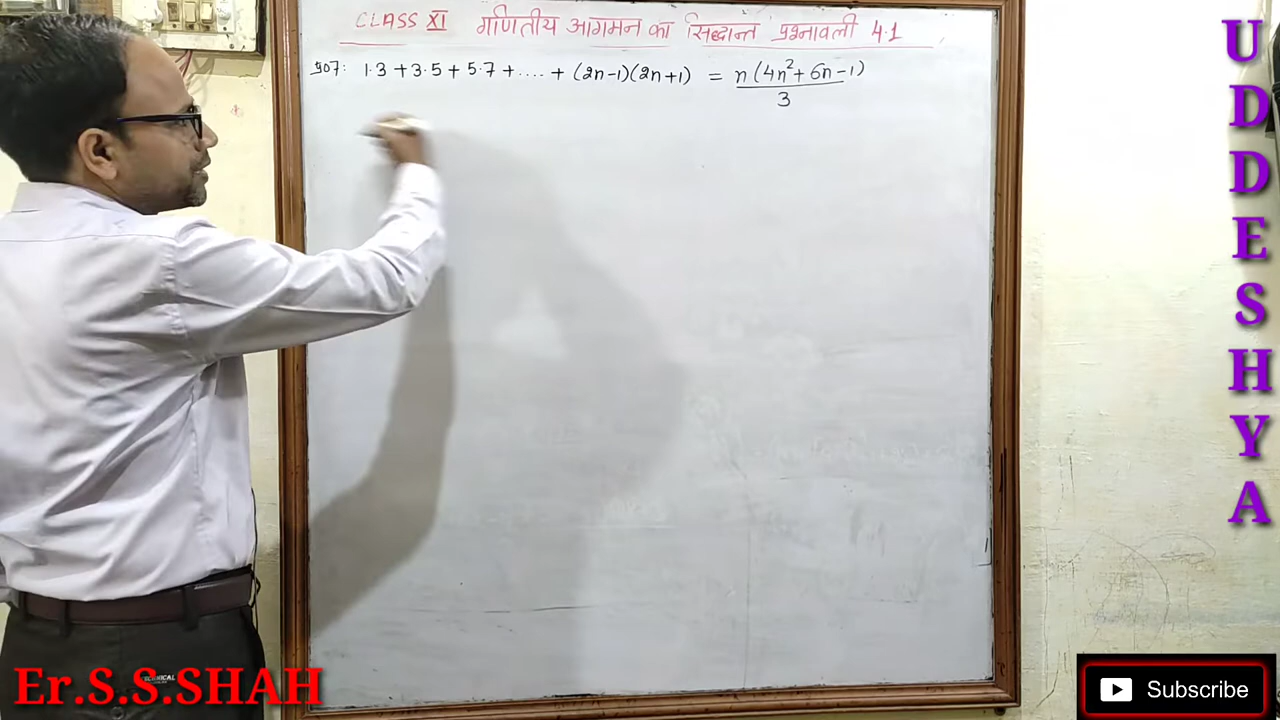 CLASS XI गणितीय आगमन का सिद्धान्त प्रश्नावली 4.1
प्र07: 1.3 + 3.5 + 5.7 + .... + (2n-1)(2n+1) = n(4n²+6n-1)/3
UDDESHYA
Er.S.S.SHAH
Subscribe